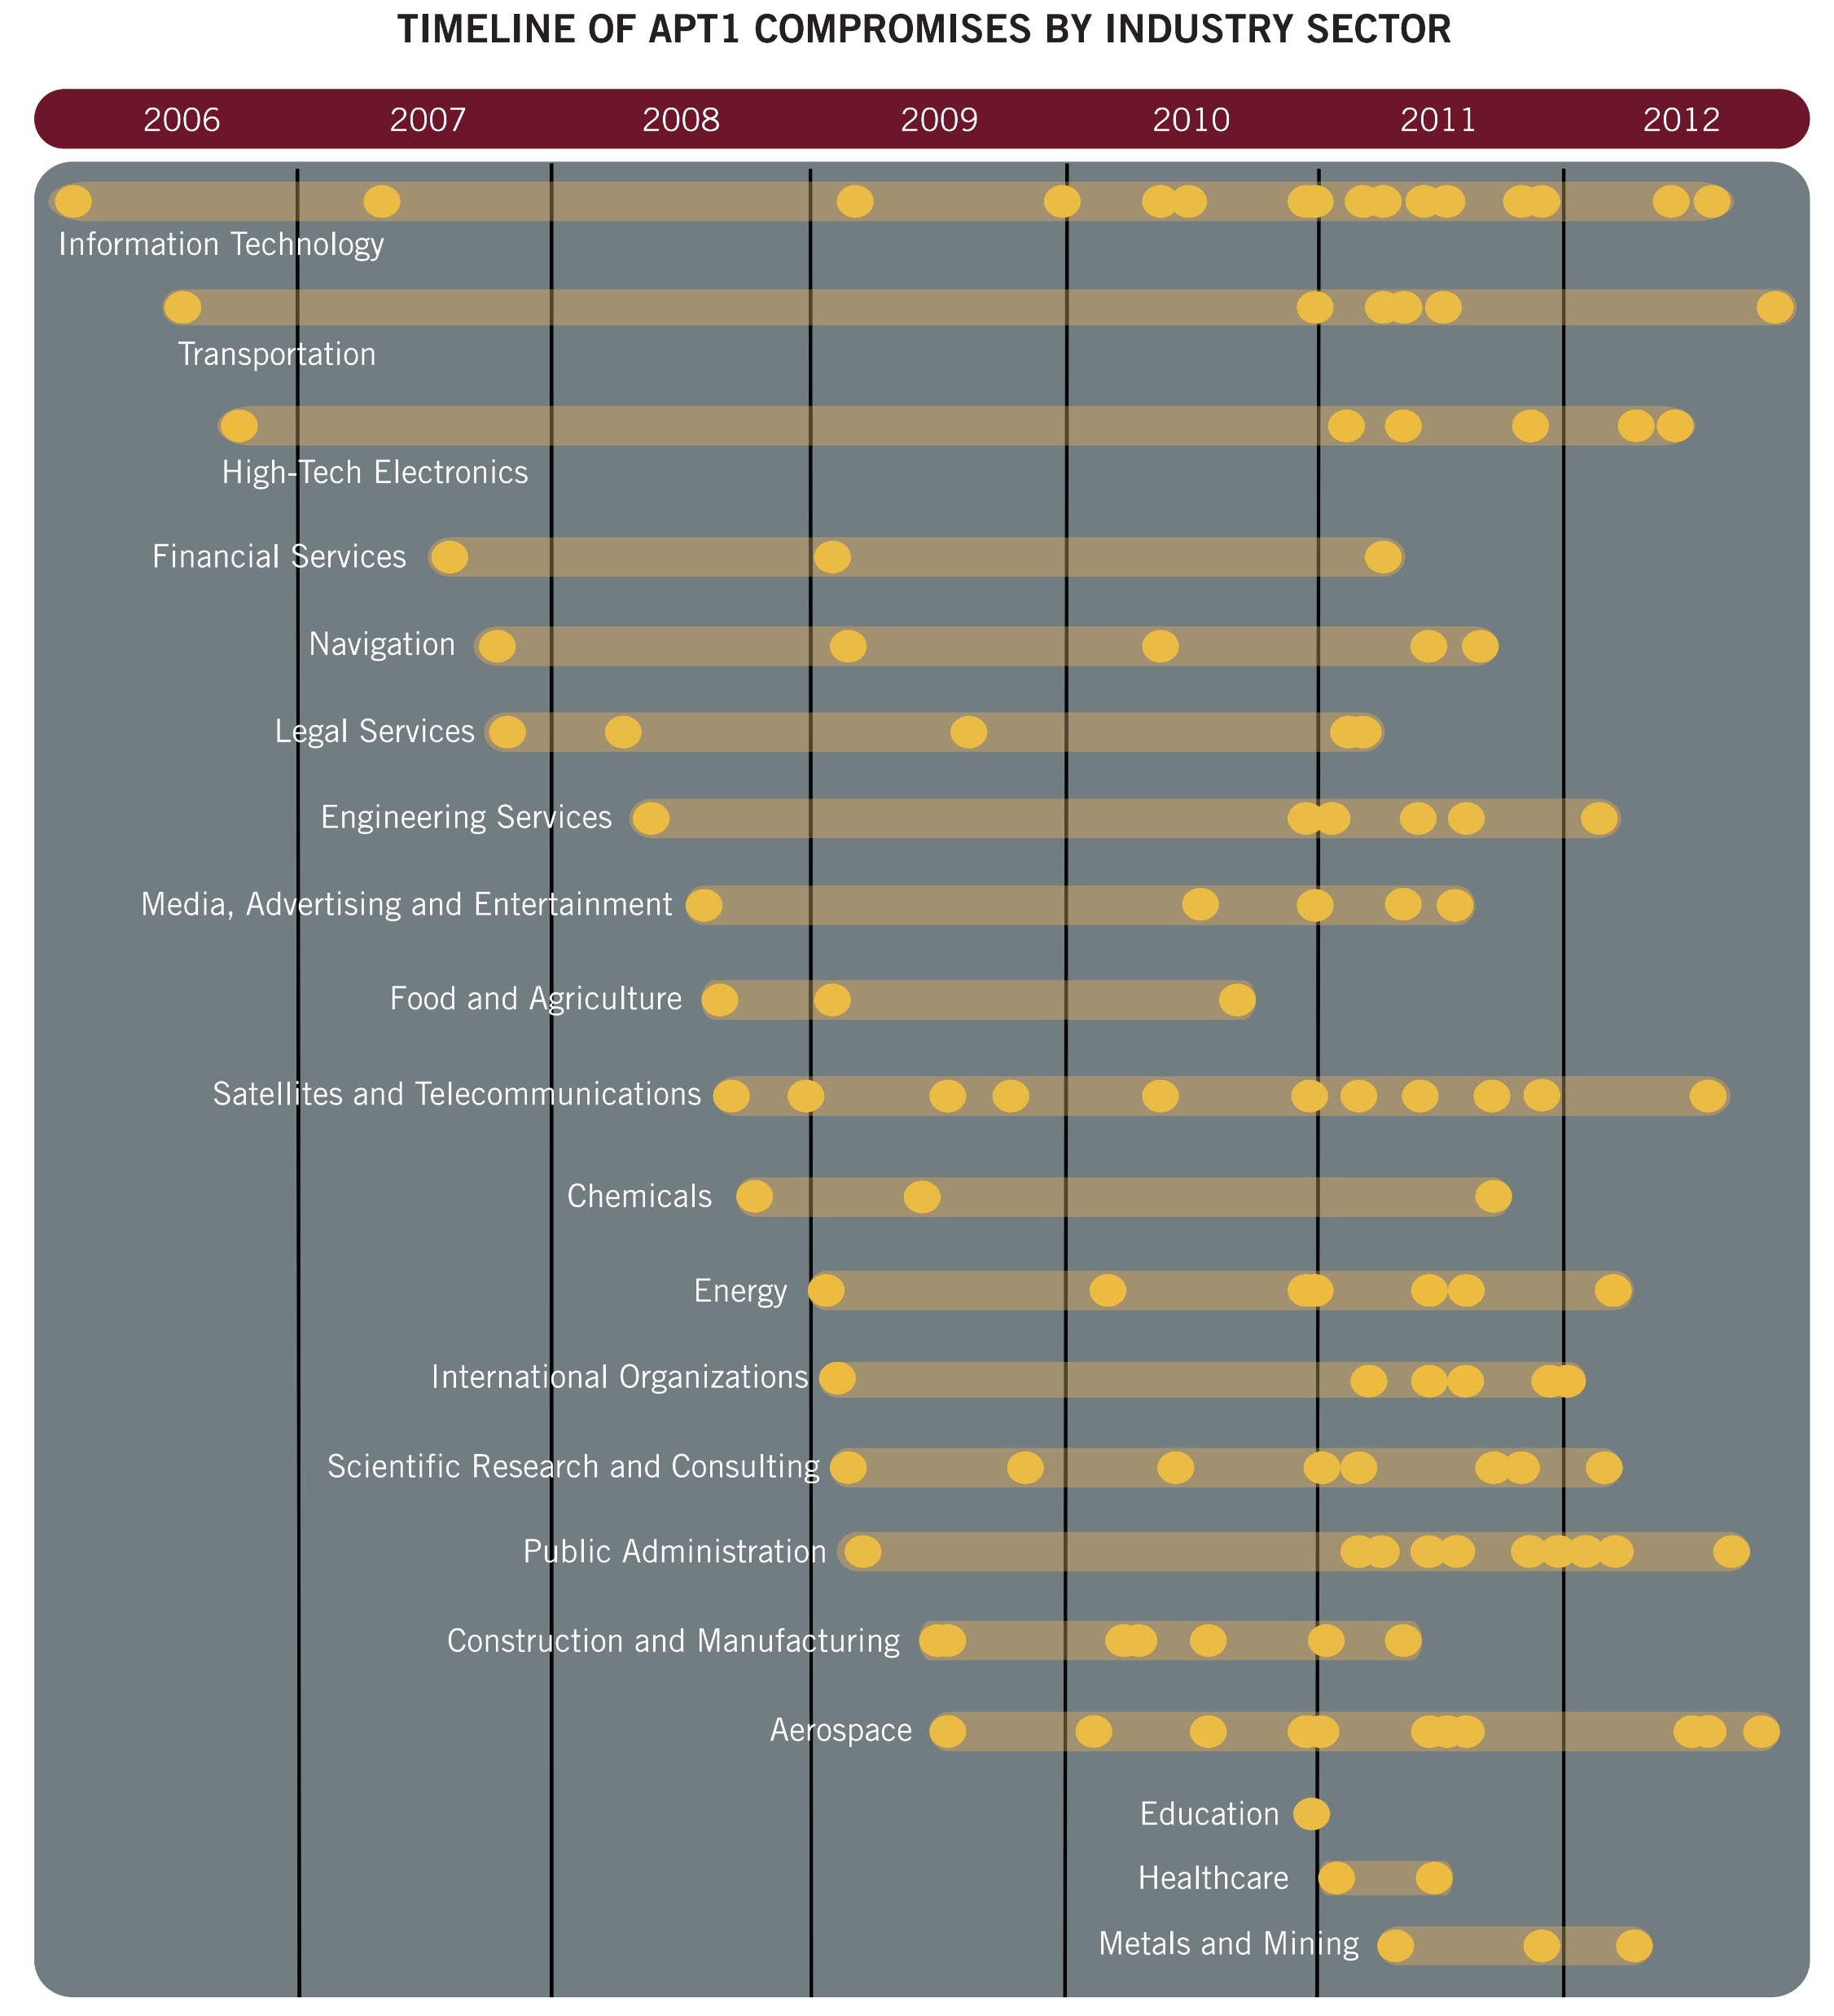 TIMELINE OF APT1 COMPROMISES BY INDUSTRY SECTOR
2006 2007 2008 2009 2010 2011 2012
Information Technology
Transportation
High-Tech Electronics
Financial Services
Navigation
Legal Services
Engineering Services
Media, Advertising and Entertainment
Food and Agriculture
Satellites and Telecommunications
Chemicals
Energy
International Organizations
Scientific Research and Consulting
Public Administration
Construction and Manufacturing
Aerospace
Education
Healthcare
Metals and Mining